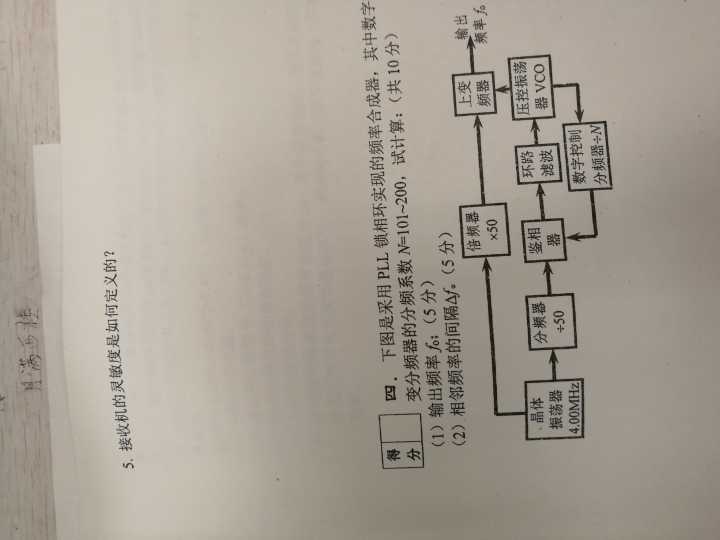 月满西楼
5. 接收机的灵敏度是如何定义的？
得分
四． 下图是采用 PLL 锁相环实现的频率合成器，其中数字
变分频器的分频系数 N=101~200，试计算：（共 10 分）
（1）输出频率 fo；（5 分）
（2）相邻频率的间隔Δf。（5 分）
倍频器
×50
上变
频器
输出
频率 fo
晶体
振荡器
4.00MHz
分频器
÷50
鉴相
器
环路
滤波
压控振荡
器 VCO
数字控制
分频器÷N